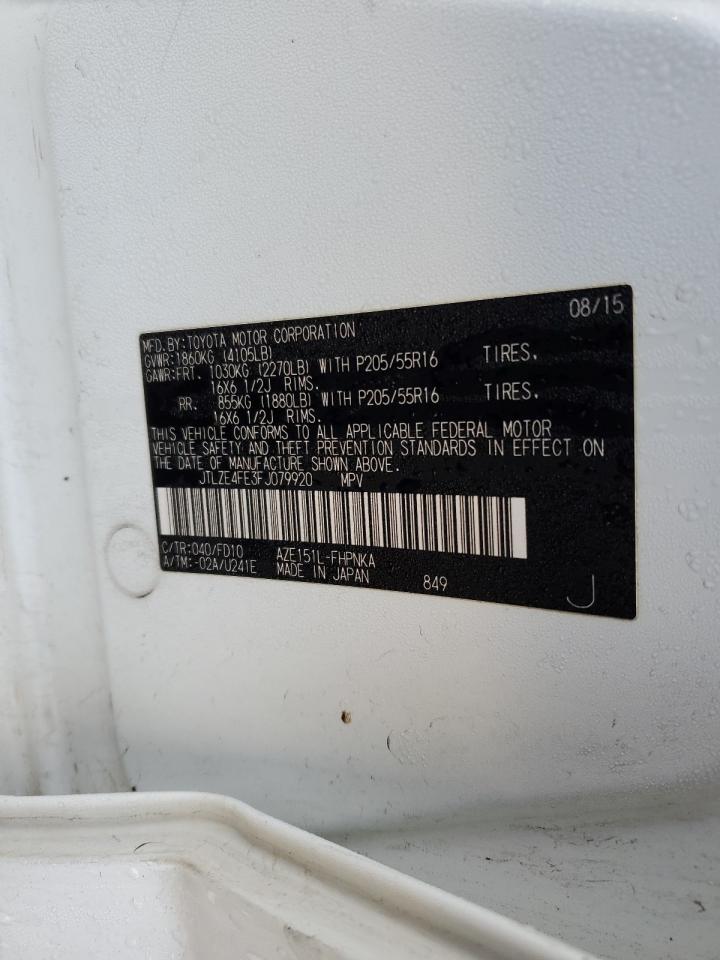 08/15
MFD.BY:TOYOTA MOTOR CORPORATION
GVWR:1860KG (4105LB)
GAWR:FRT. 1030KG (2270LB) WITH P205/55R16 TIRES,
16X6 1/2J RIMS.
RR. 855KG (1880LB) WITH P205/55R16 TIRES,
16X6 1/2J RIMS.
THIS VEHICLE CONFORMS TO ALL APPLICABLE FEDERAL MOTOR
VEHICLE SAFETY AND THEFT PREVENTION STANDARDS IN EFFECT ON
THE DATE OF MANUFACTURE SHOWN ABOVE.
JTLZE4FE3FJ079920 MPV
C/TR:040/FD10 AZE151L-FHPNKA
A/TM:-02A/U241E MADE IN JAPAN 849 J